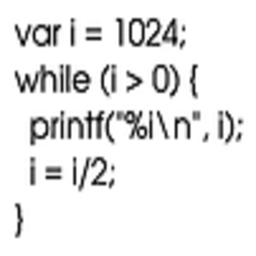 var i = 1024;
while (i > 0) {
printf("%i\n", i);
i = i/2;
}